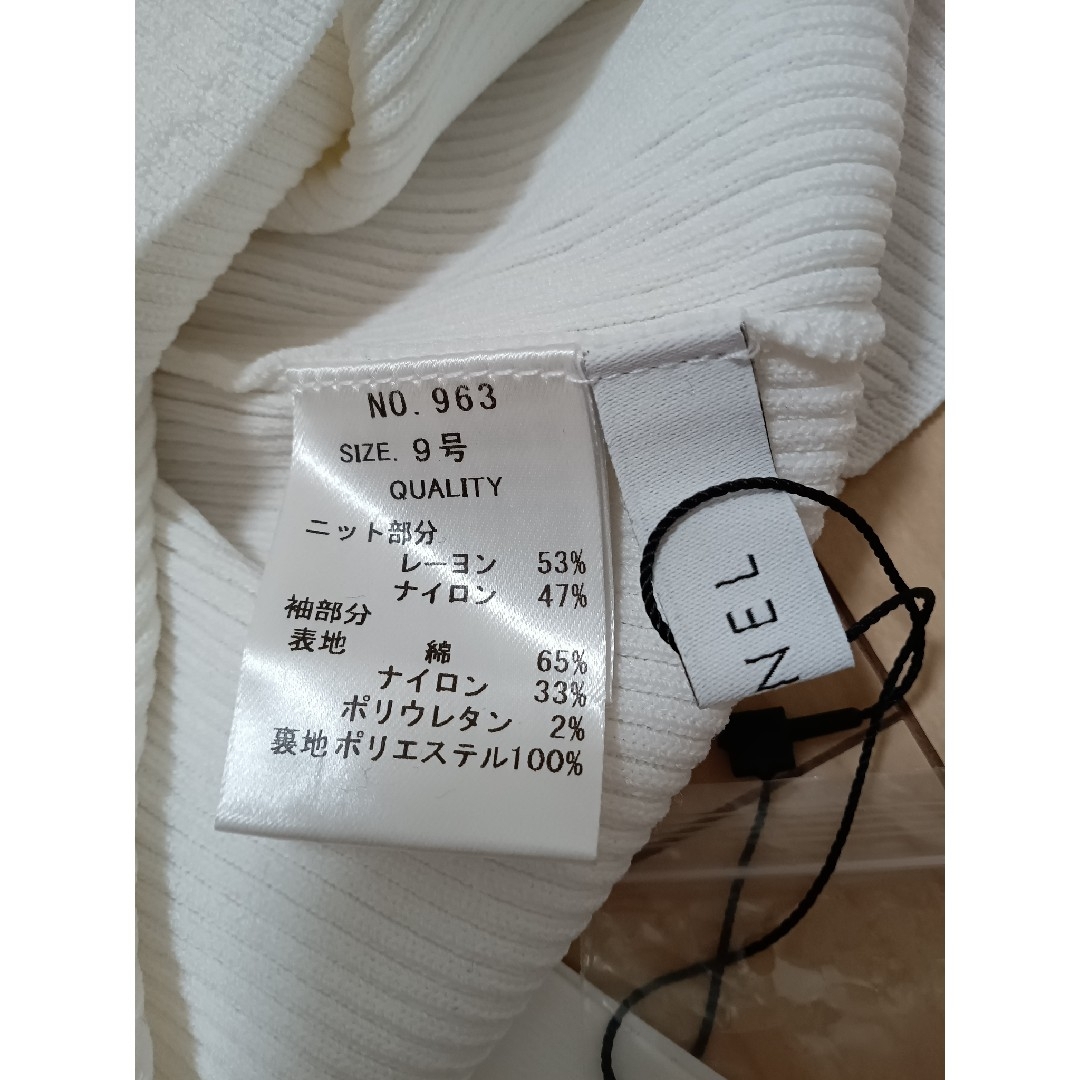 NO. 963
SIZE. 9号
QUALITY
ニット部分
レーヨン 53%
ナイロン 47%
袖部分
表地 綿 65%
ナイロン 33%
ポリウレタン 2%
裏地 ポリエステル100%
NEL